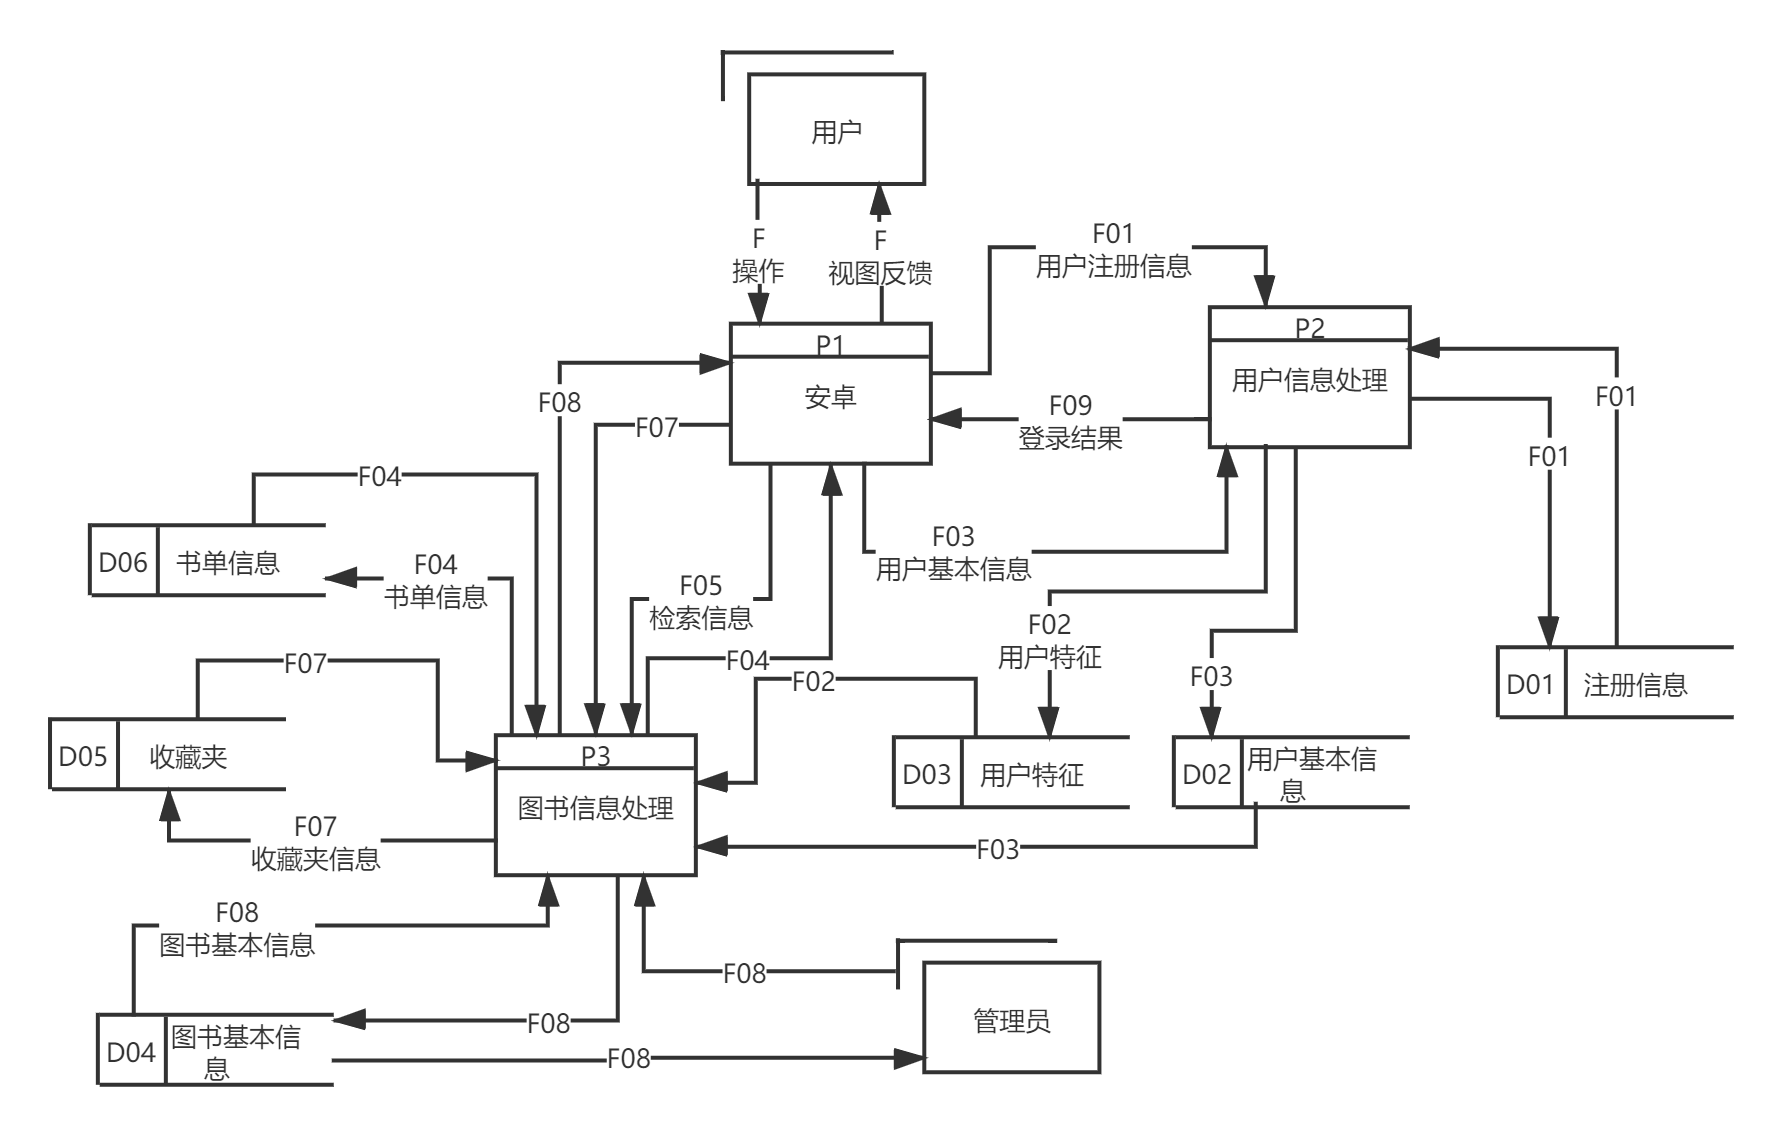 用户
F
操作
F
视图反馈
F01
用户注册信息
P1
安卓
P2
用户信息处理
F08
F07
F09
登录结果
F01
F01
F04
D06
书单信息
F04
书单信息
F03
用户基本信息
F05
检索信息
F04
F02
F02
用户特征
F03
D01
注册信息
F07
D05
收藏夹
P3
图书信息处理
D03
用户特征
D02
用户基本信
息
F07
收藏夹信息
F03
F08
图书基本信息
F08
管理员
D04
图书基本信
息
F08
F08